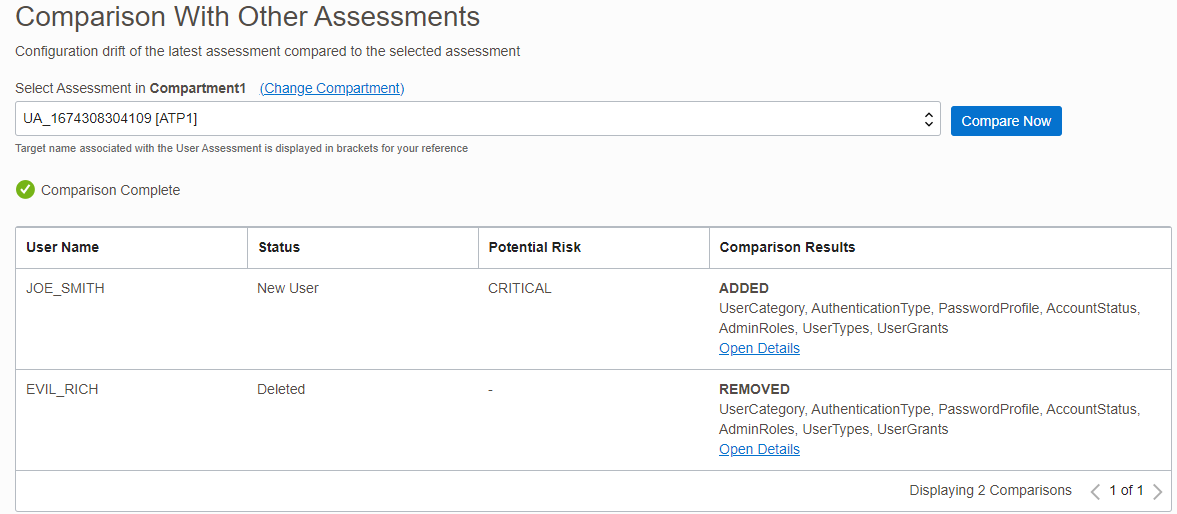 Comparison With Other Assessments
Configuration drift of the latest assessment compared to the selected assessment
Select Assessment in Compartment1 (Change Compartment)
UA_1674308304109 [ATP1]
Compare Now
Target name associated with the User Assessment is displayed in brackets for your reference
Comparison Complete
User Name Status Potential Risk Comparison Results
JOE_SMITH New User CRITICAL ADDED
UserCategory, AuthenticationType, PasswordProfile, AccountStatus,
AdminRoles, UserTypes, UserGrants
Open Details
EVIL_RICH Deleted - REMOVED
UserCategory, AuthenticationType, PasswordProfile, AccountStatus,
AdminRoles, UserTypes, UserGrants
Open Details
Displaying 2 Comparisons 1 of 1